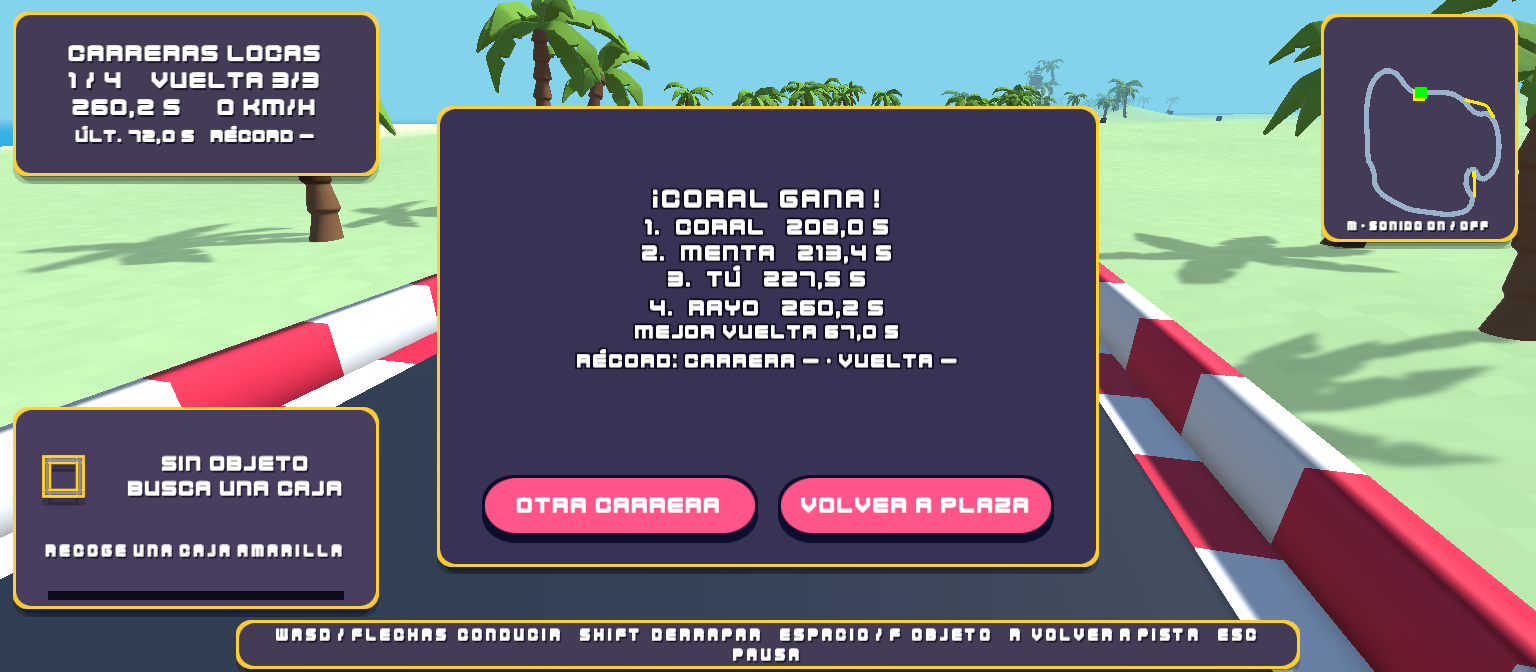 CARRERAS LOCAS
1 / 4 VUELTA 3/3
260,2 S 0 KM/H
ÚLT. 72,0 S RÉCORD —
¡CORAL GANA !
1. CORAL 208,0 S
2. MENTA 213,4 S
3. TÚ 227,5 S
4. RAYO 260,2 S
MEJOR VUELTA 67,0 S
RÉCORD: CARRERA — · VUELTA —
OTRA CARRERA
VOLVER A PLAZA
M · SONIDO ON / OFF
SIN OBJETO
BUSCA UNA CAJA
RECOGE UNA CAJA AMARILLA
WASD / FLECHAS CONDUCIR SHIFT DERRAPAR ESPACIO / F OBJETO R VOLVER A PISTA ESC
PAUSA